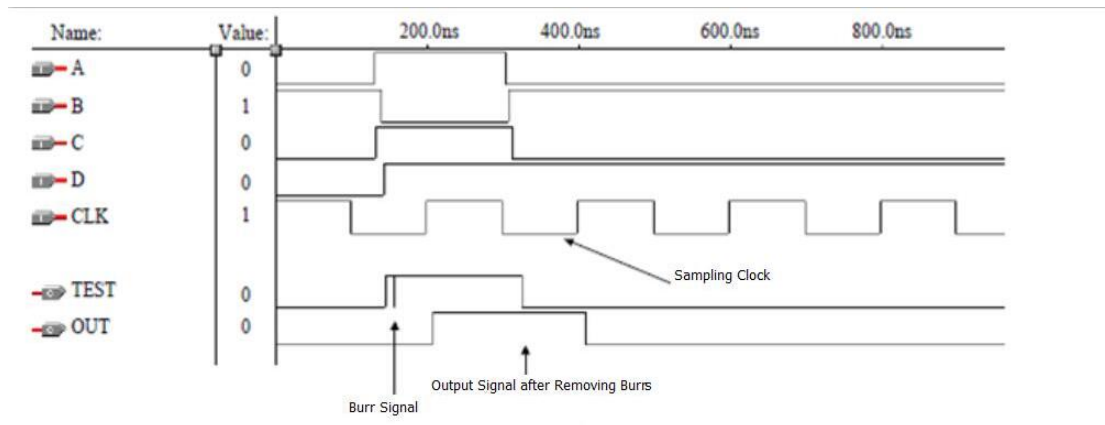 Name: Value: 200.0ns 400.0ns 600.0ns 800.0ns
A 0
B 1
C 0
D 0
CLK 1
Sampling Clock
TEST 0
OUT 0
Output Signal after Removing Burrs
Burr Signal